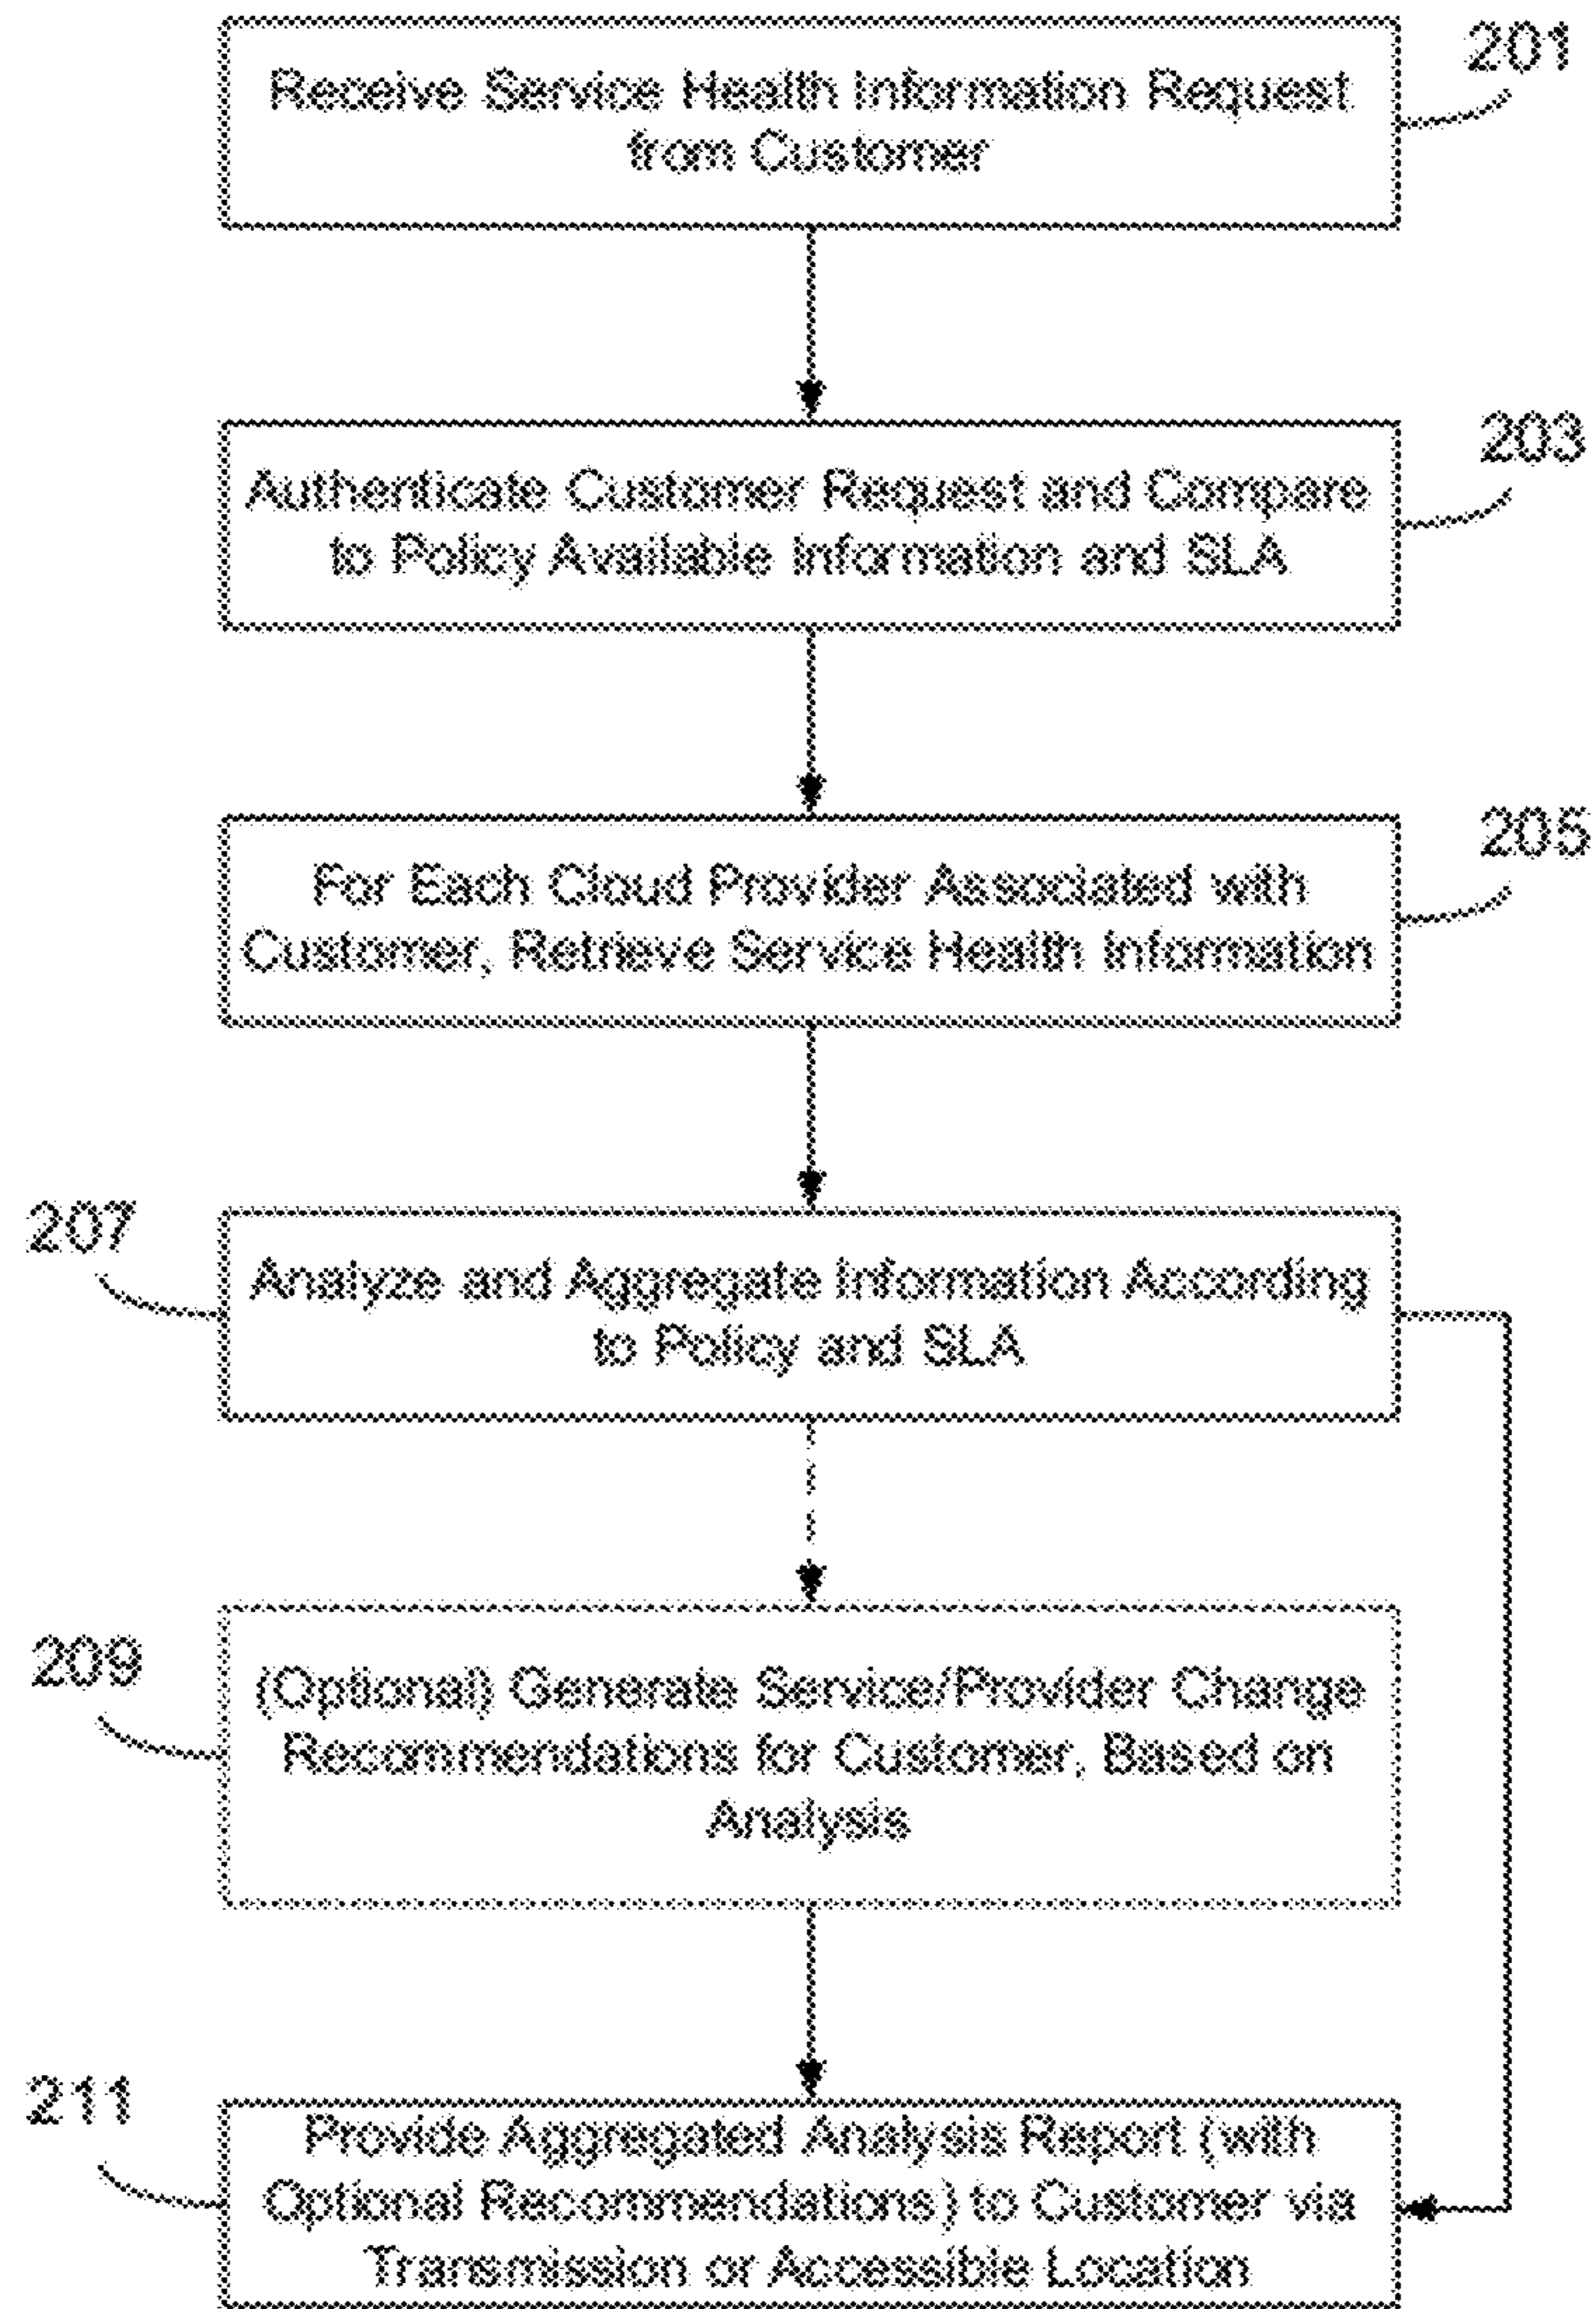 201
Receive Service Health Information Request
from Customer
203
Authenticate Customer Request and Compare
to Policy Available Information and SLA
205
For Each Cloud Provider Associated with
Customer, Retrieve Service Health Information
207
Analyze and Aggregate Information According
to Policy and SLA
209
(Optional) Generate Service/Provider Change
Recommendations for Customer, Based on
Analysis
211
Provide Aggregated Analysis Report (with
Optional Recommendations) to Customer via
Transmission or Accessible Location